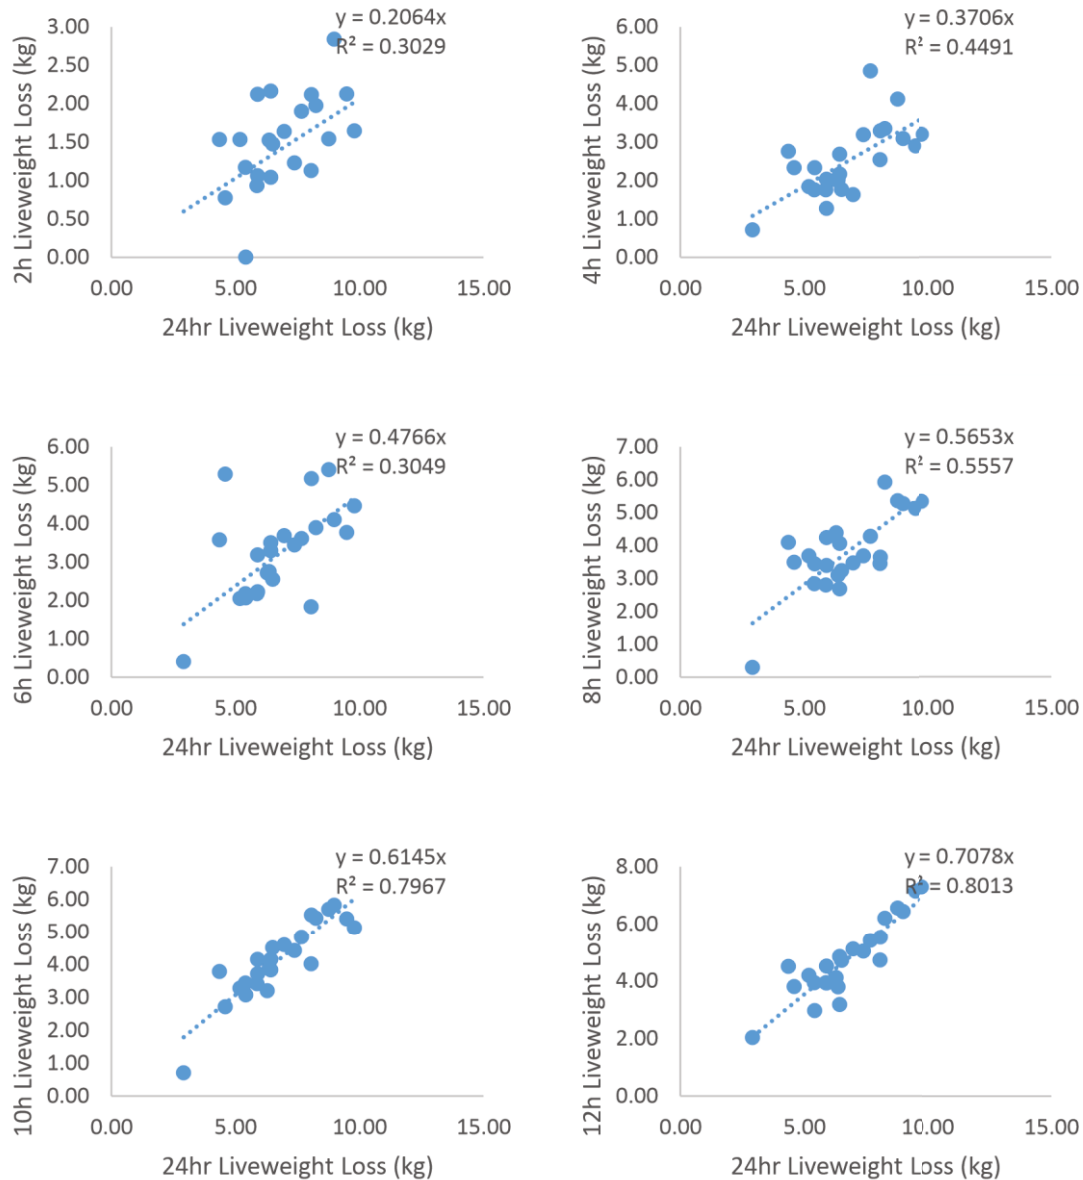 y = 0.2064x
R² = 0.3029
3.00
2.50
2.00
1.50
1.00
0.50
0.00
2h Liveweight Loss (kg)
0.00 5.00 10.00 15.00
24hr Liveweight Loss (kg)
y = 0.3706x
R² = 0.4491
6.00
5.00
4.00
3.00
2.00
1.00
0.00
4h Liveweight Loss (kg)
0.00 5.00 10.00 15.00
24hr Liveweight Loss (kg)
y = 0.4766x
R² = 0.3049
6.00
5.00
4.00
3.00
2.00
1.00
0.00
6h Liveweight Loss (kg)
0.00 5.00 10.00 15.00
24hr Liveweight Loss (kg)
y = 0.5653x
R² = 0.5557
7.00
6.00
5.00
4.00
3.00
2.00
1.00
0.00
8h Liveweight Loss (kg)
0.00 5.00 10.00 15.00
24hr Liveweight Loss (kg)
y = 0.6145x
R² = 0.7967
7.00
6.00
5.00
4.00
3.00
2.00
1.00
0.00
10h Liveweight Loss (kg)
0.00 5.00 10.00 15.00
24hr Liveweight Loss (kg)
y = 0.7078x
R² = 0.8013
8.00
6.00
4.00
2.00
0.00
12h Liveweight Loss (kg)
0.00 5.00 10.00 15.00
24hr Liveweight Loss (kg)